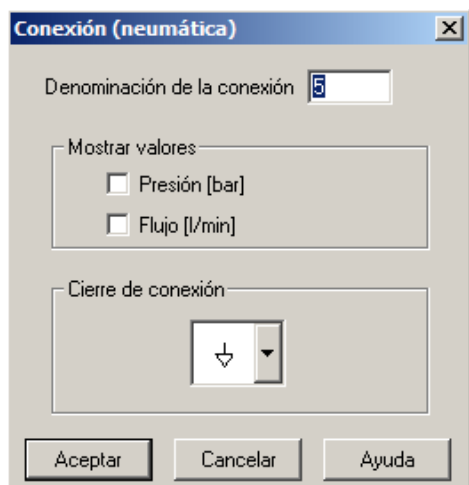 Conexión (neumática)
Denominación de la conexión 5
Mostrar valores
Presión [bar]
Flujo [l/min]
Cierre de conexión
Aceptar Cancelar Ayuda